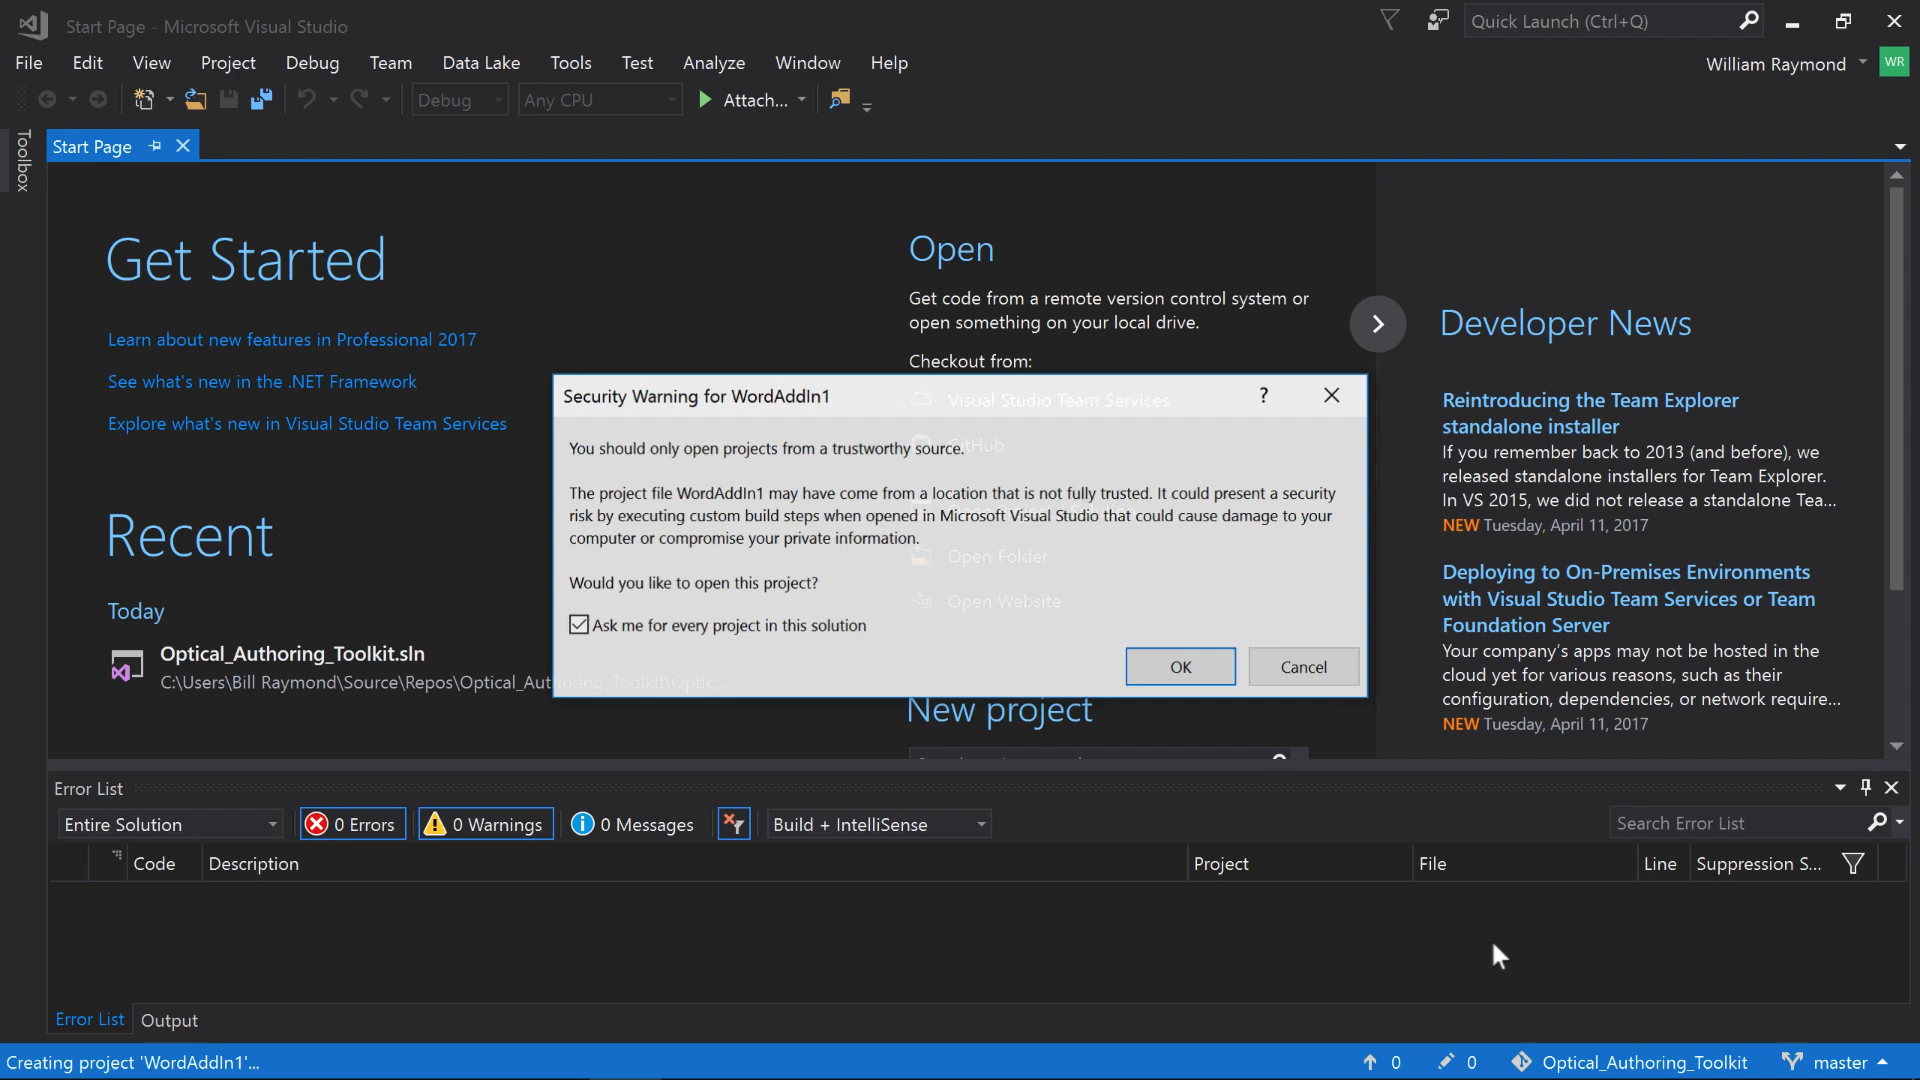 Start Page - Microsoft Visual Studio
Quick Launch (Ctrl+Q)
File Edit View Project Debug Team Data Lake Tools Test Analyze Window Help
William Raymond
WR
Debug
Any CPU
Attach...
Toolbox
Start Page
Get Started
Learn about new features in Professional 2017
See what's new in the .NET Framework
Explore what's new in Visual Studio Team Services
Recent
Today
Optical_Authoring_Toolkit.sln
C:\Users\Bill Raymond\Source\Repos\Optical_Authoring_Toolkit\Optic...
Open
Get code from a remote version control system or
open something on your local drive.
Checkout from:
Visual Studio Team Services
GitHub
Open Folder
Open Website
New project
Security Warning for WordAddIn1
?
You should only open projects from a trustworthy source.
The project file WordAddIn1 may have come from a location that is not fully trusted. It could present a security
risk by executing custom build steps when opened in Microsoft Visual Studio that could cause damage to your
computer or compromise your private information.
Would you like to open this project?
Ask me for every project in this solution
OK
Cancel
Developer News
Reintroducing the Team Explorer
standalone installer
If you remember back to 2013 (and before), we
released standalone installers for Team Explorer.
In VS 2015, we did not release a standalone Tea...
NEW Tuesday, April 11, 2017
Deploying to On-Premises Environments
with Visual Studio Team Services or Team
Foundation Server
Your company's apps may not be hosted in the
cloud yet for various reasons, such as their
configuration, dependencies, or network require...
NEW Tuesday, April 11, 2017
Error List
Entire Solution
0 Errors
0 Warnings
0 Messages
Build + IntelliSense
Search Error List
Code
Description
Project
File
Line
Suppression S...
Error List
Output
Creating project 'WordAddIn1'...
0
0
Optical_Authoring_Toolkit
master